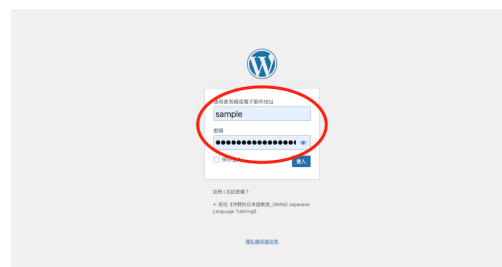 使用者名稱或電子郵件地址
sample
密碼
登入
註冊 | 忘記密碼？
← 前往《沖野的日本語教室_OKINO Japanese
Language Tutoring》
隱私權保護政策